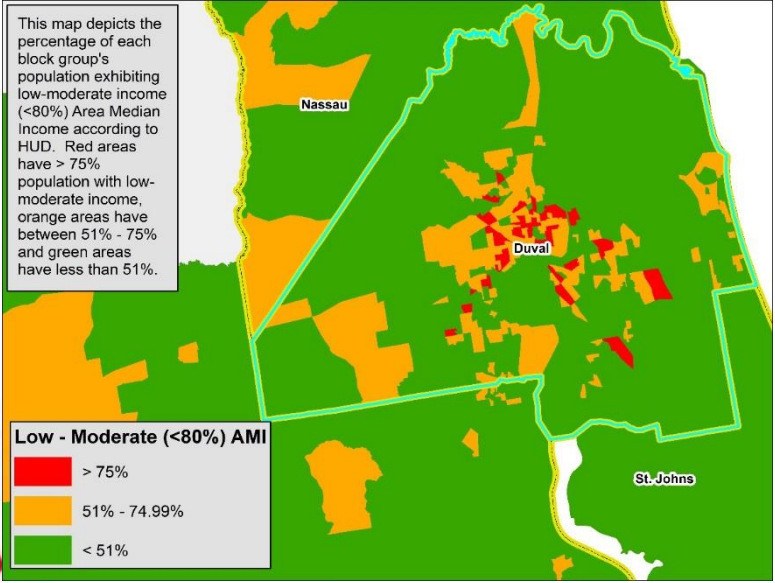 This map depicts the
percentage of each
block group's
population exhibiting
low-moderate income
(<80%) Area Median
Income according to
HUD.  Red areas
have > 75%
population with low-
moderate income,
orange areas have
between 51% - 75%
and green areas
have less than 51%.
Nassau
Duval
St. Johns
Low - Moderate (<80%) AMI
> 75%
51% - 74.99%
< 51%